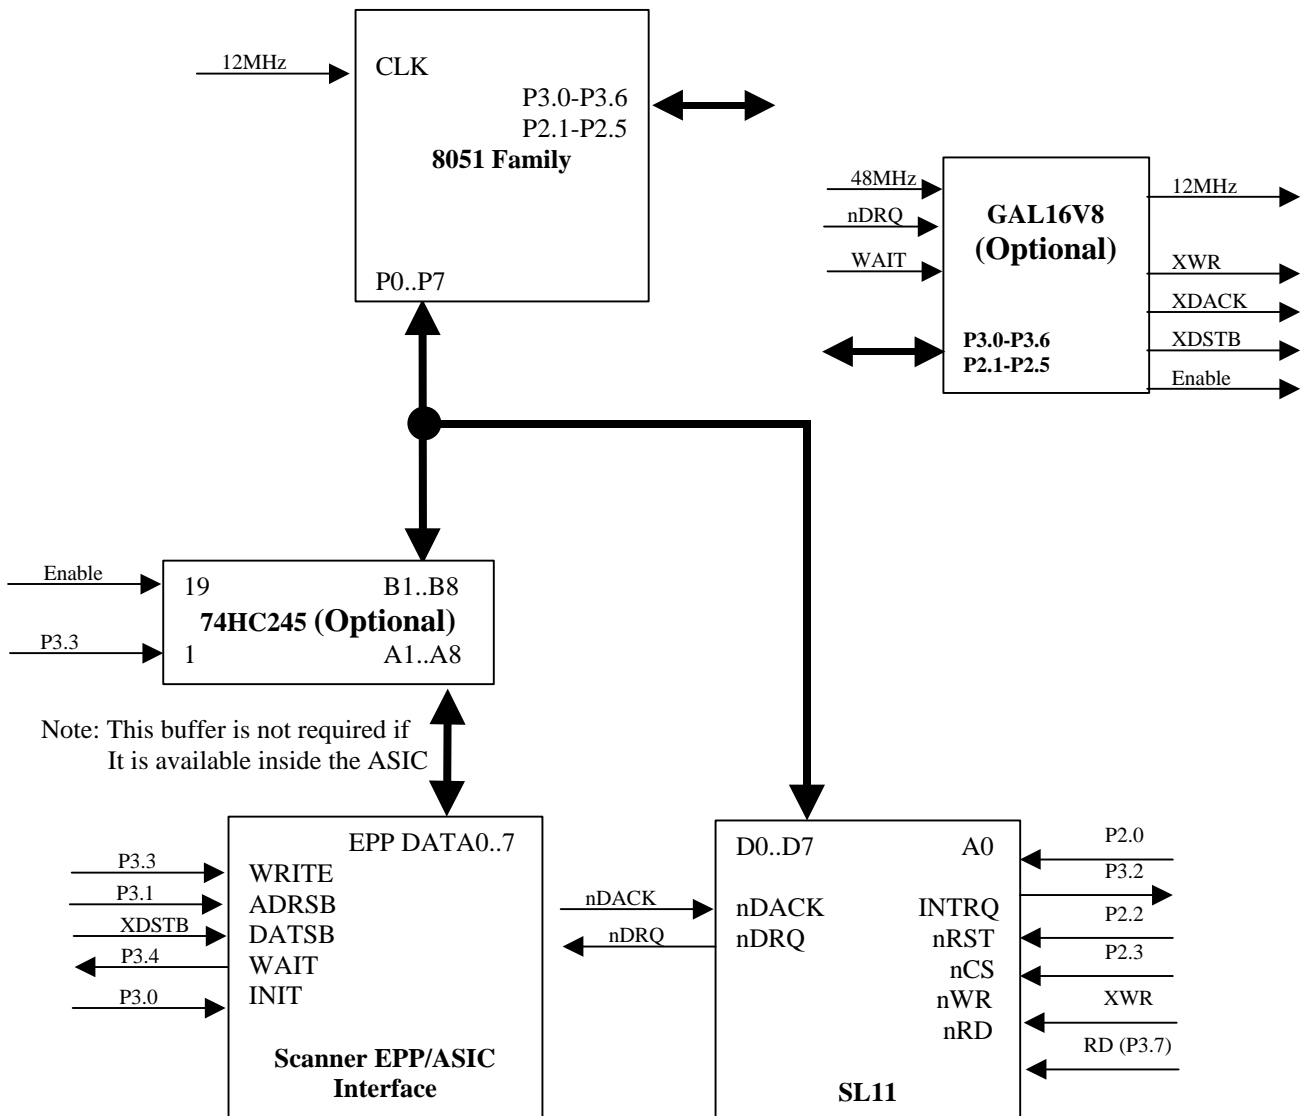 12MHz
CLK
P3.0-P3.6
P2.1-P2.5
8051 Family
P0..P7
48MHz
nDRQ
WAIT
GAL16V8
(Optional)
P3.0-P3.6
P2.1-P2.5
12MHz
XWR
XDACK
XDSTB
Enable
Enable
P3.3
19
B1..B8
74HC245 (Optional)
1
A1..A8
Note: This buffer is not required if
It is available inside the ASIC
EPP DATA0..7
P3.3
WRITE
P3.1
ADRSB
XDSTB
DATSB
P3.4
WAIT
P3.0
INIT
Scanner EPP/ASIC
Interface
nDACK
nDRQ
D0..D7
A0
nDACK
nDRQ
INTRQ
nRST
nCS
nWR
nRD
SL11
P2.0
P3.2
P2.2
P2.3
XWR
RD (P3.7)